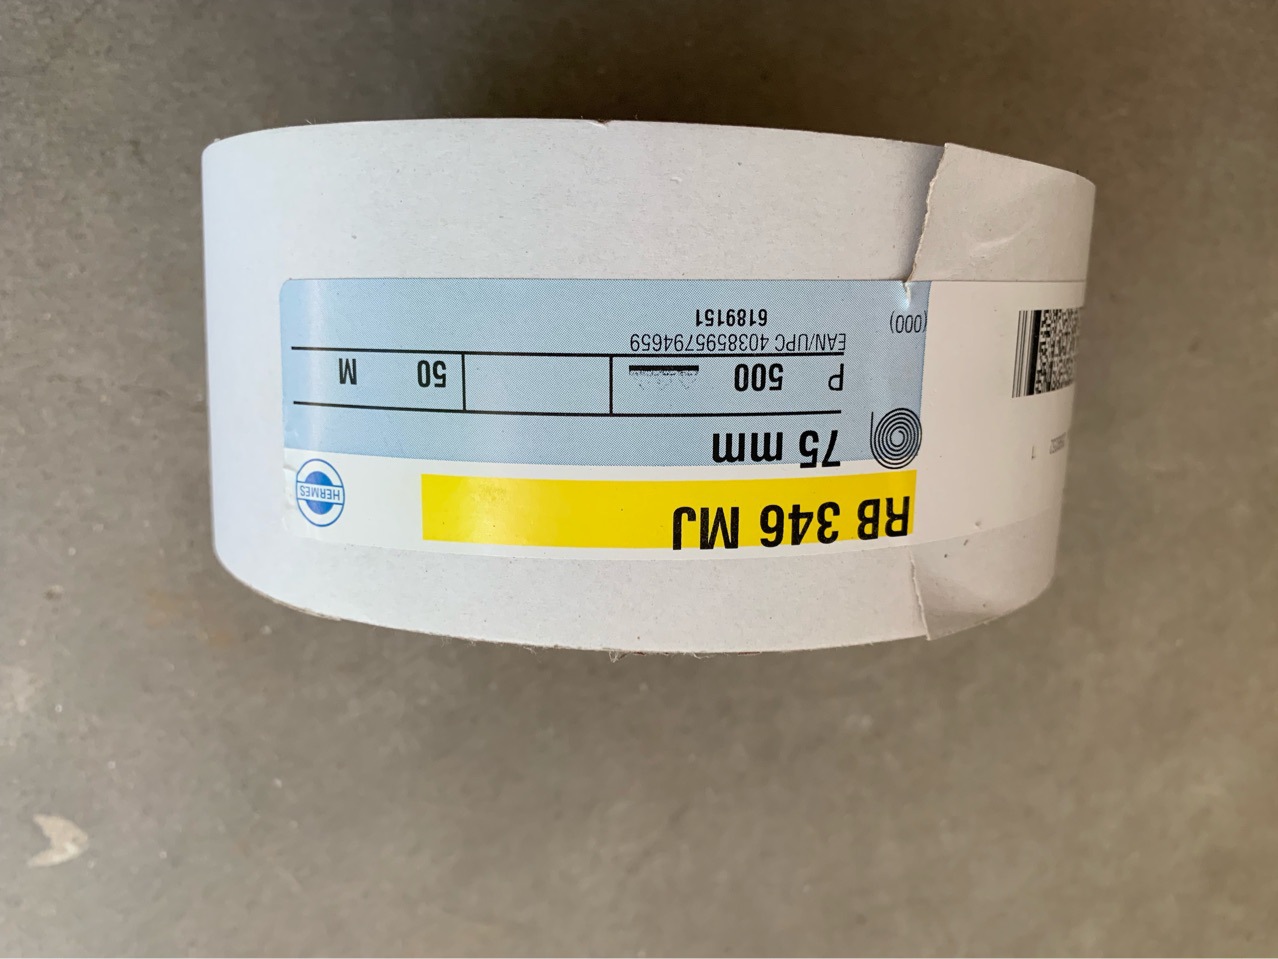 RB 346 MJ
HERMES
75 mm
P 500 50 M
EAN/UPC 4038595794659
6189151
(000)